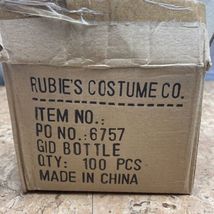 RUBIE'S COSTUME CO.
ITEM NO.:
PO NO.:6757
GID BOTTLE
QTY: 100 PCS
MADE IN CHINA